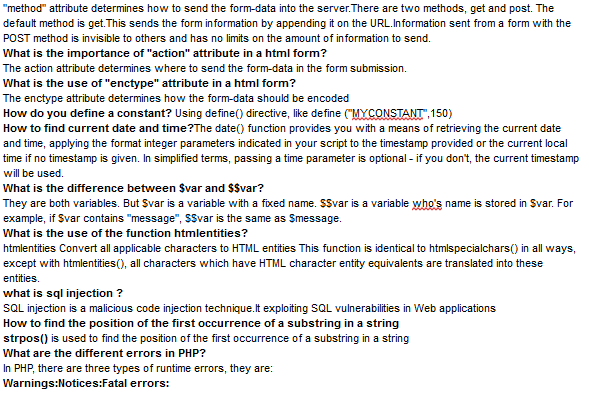 "method" attribute determines how to send the form-data into the server.There are two methods, get and post. The
default method is get.This sends the form information by appending it on the URL.Information sent from a form with the
POST method is invisible to others and has no limits on the amount of information to send.
What is the importance of "action" attribute in a html form?
The action attribute determines where to send the form-data in the form submission.
What is the use of "enctype" attribute in a html form?
The enctype attribute determines how the form-data should be encoded
How do you define a constant? Using define() directive, like define ("MYCONSTANT",150)
How to find current date and time?The date() function provides you with a means of retrieving the current date
and time, applying the format integer parameters indicated in your script to the timestamp provided or the current local
time if no timestamp is given. In simplified terms, passing a time parameter is optional - if you don't, the current timestamp
will be used.
What is the difference between $var and $$var?
They are both variables. But $var is a variable with a fixed name. $$var is a variable who's name is stored in $var. For
example, if $var contains "message", $$var is the same as $message.
What is the use of the function htmlentities?
htmlentities Convert all applicable characters to HTML entities This function is identical to htmlspecialchars() in all ways,
except with htmlentities(), all characters which have HTML character entity equivalents are translated into these
entities.
what is sql injection ?
SQL injection is a malicious code injection technique.It exploiting SQL vulnerabilities in Web applications
How to find the position of the first occurrence of a substring in a string
strpos() is used to find the position of the first occurrence of a substring in a string
What are the different errors in PHP?
In PHP, there are three types of runtime errors, they are:
Warnings:Notices:Fatal errors: